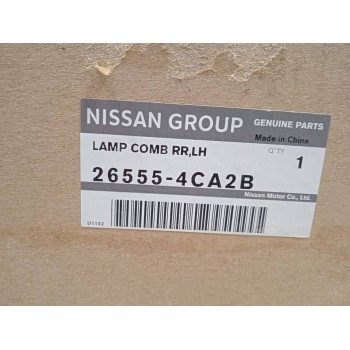 NISSAN GROUP GENUINE PARTS
Made in China
LAMP COMB RR,LH Q'TY 1
26555-4CA2B
Nissan Motor Co., Ltd.